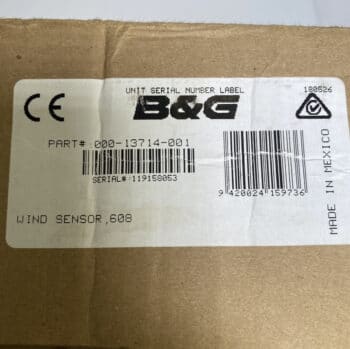 UNIT SERIAL NUMBER LABEL
180526
CE
B&G
PART# 000-13714-001
SERIAL#:119158053
9 420024 159736
MADE IN MEXICO
WIND SENSOR,608